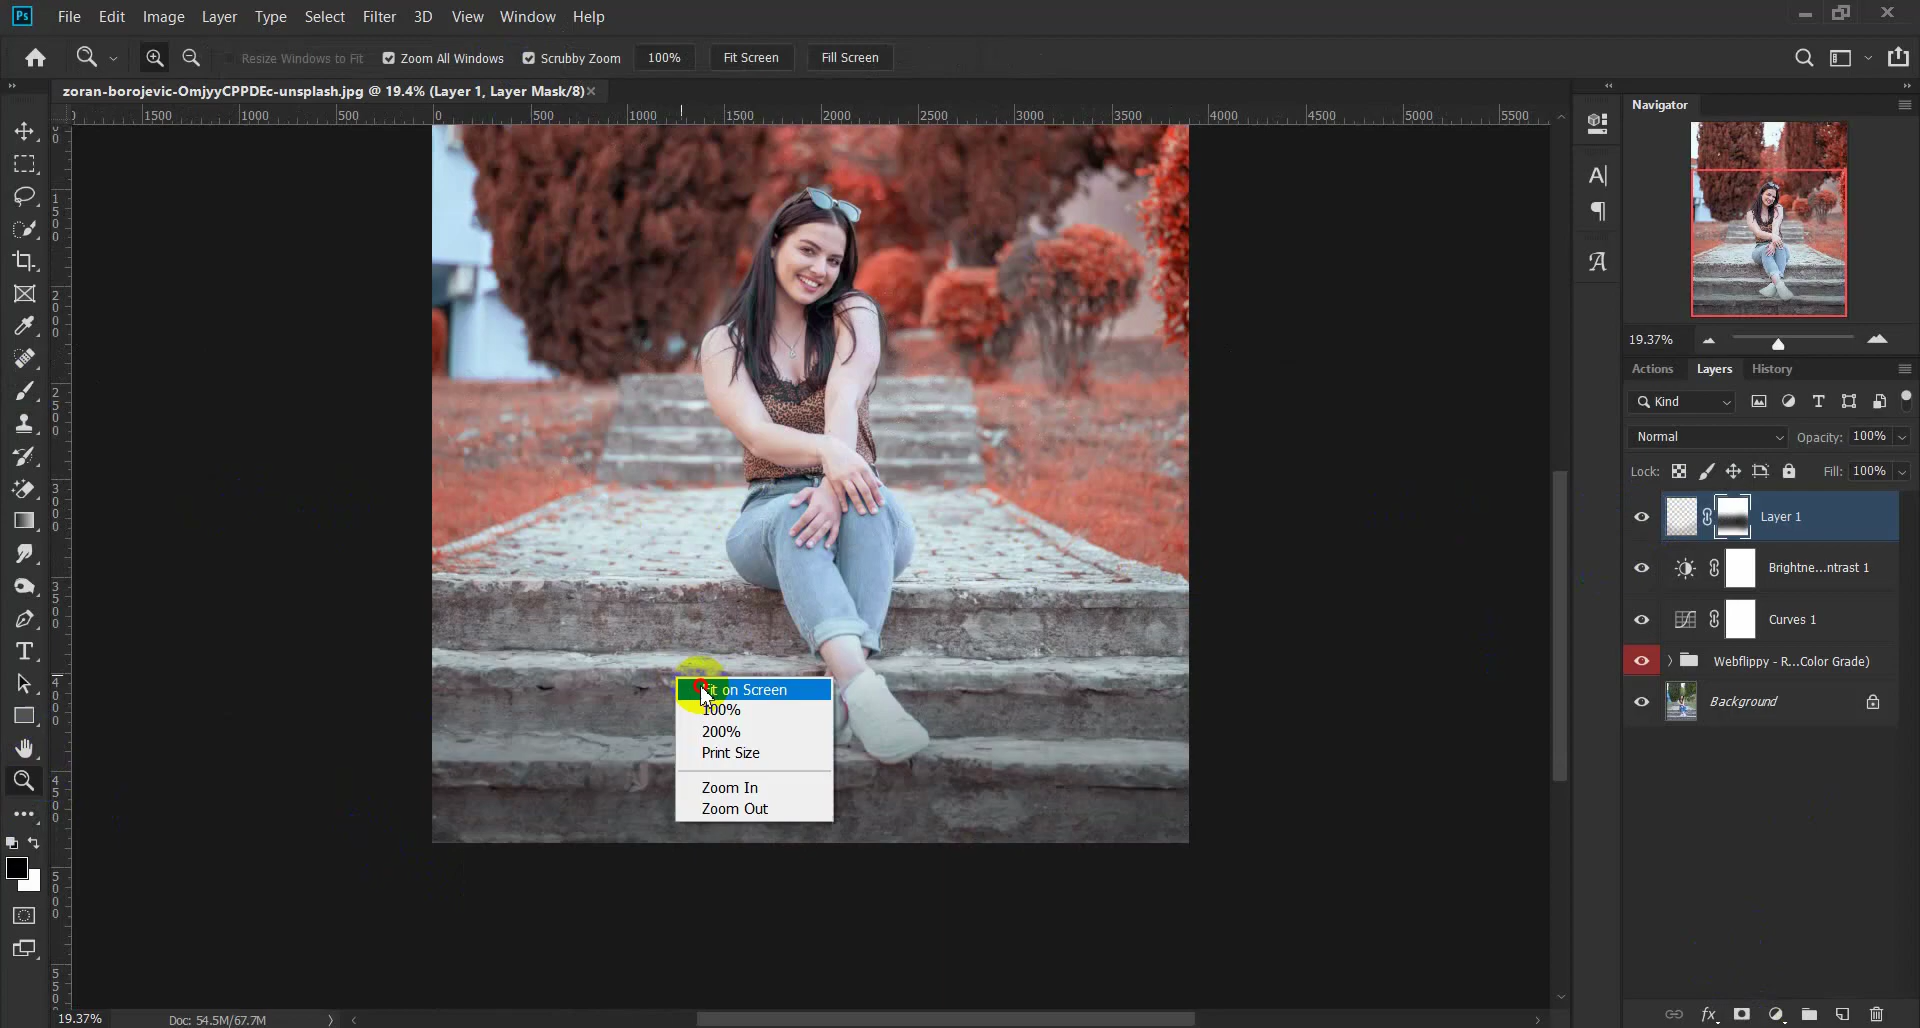 Ps File Edit Image Layer Type Select Filter 3D View Window Help
Resize Windows to Fit Zoom All Windows Scrubby Zoom 100% Fit Screen Fill Screen
zoran-borojevic-OmjyyCPPDEc-unsplash.jpg @ 19.4% (Layer 1, Layer Mask/8)
1500 1000 500 0 500 1000 1500 2000 2500 3000 3500 4000 4500 5000 5500
Navigator
19.37%
Actions Layers History
Kind
Normal Opacity: 100%
Lock: Fill: 100%
Layer 1
Brightne...ntrast 1
Curves 1
Webflippy - R...Color Grade)
Background
Fit on Screen
100%
200%
Print Size
Zoom In
Zoom Out
19.37% Doc: 54.5M/67.7M